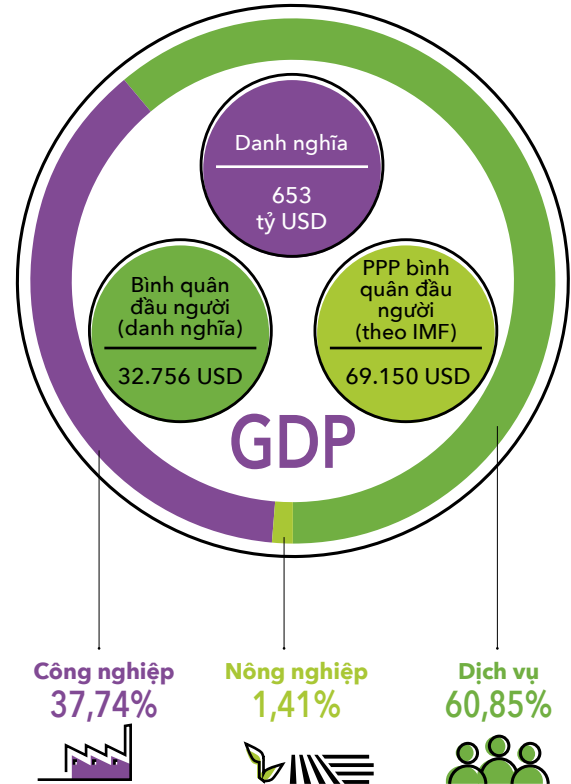 Danh nghĩa
653
tỷ USD
Bình quân
đầu người
(danh nghĩa)
32.756 USD
PPP bình
quân đầu
người
(theo IMF)
69.150 USD
GDP
Công nghiệp
37,74%
Nông nghiệp
1,41%
Dịch vụ
60,85%